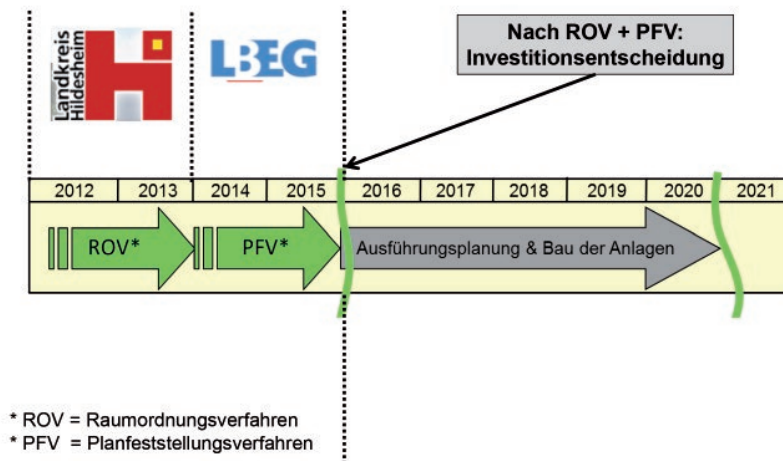 Landkreis
Hildesheim
LBEG
Nach ROV + PFV:
Investitionsentscheidung
2012 2013 2014 2015 2016 2017 2018 2019 2020 2021
ROV* PFV* Ausführungsplanung & Bau der Anlagen
* ROV = Raumordnungsverfahren
* PFV = Planfeststellungsverfahren